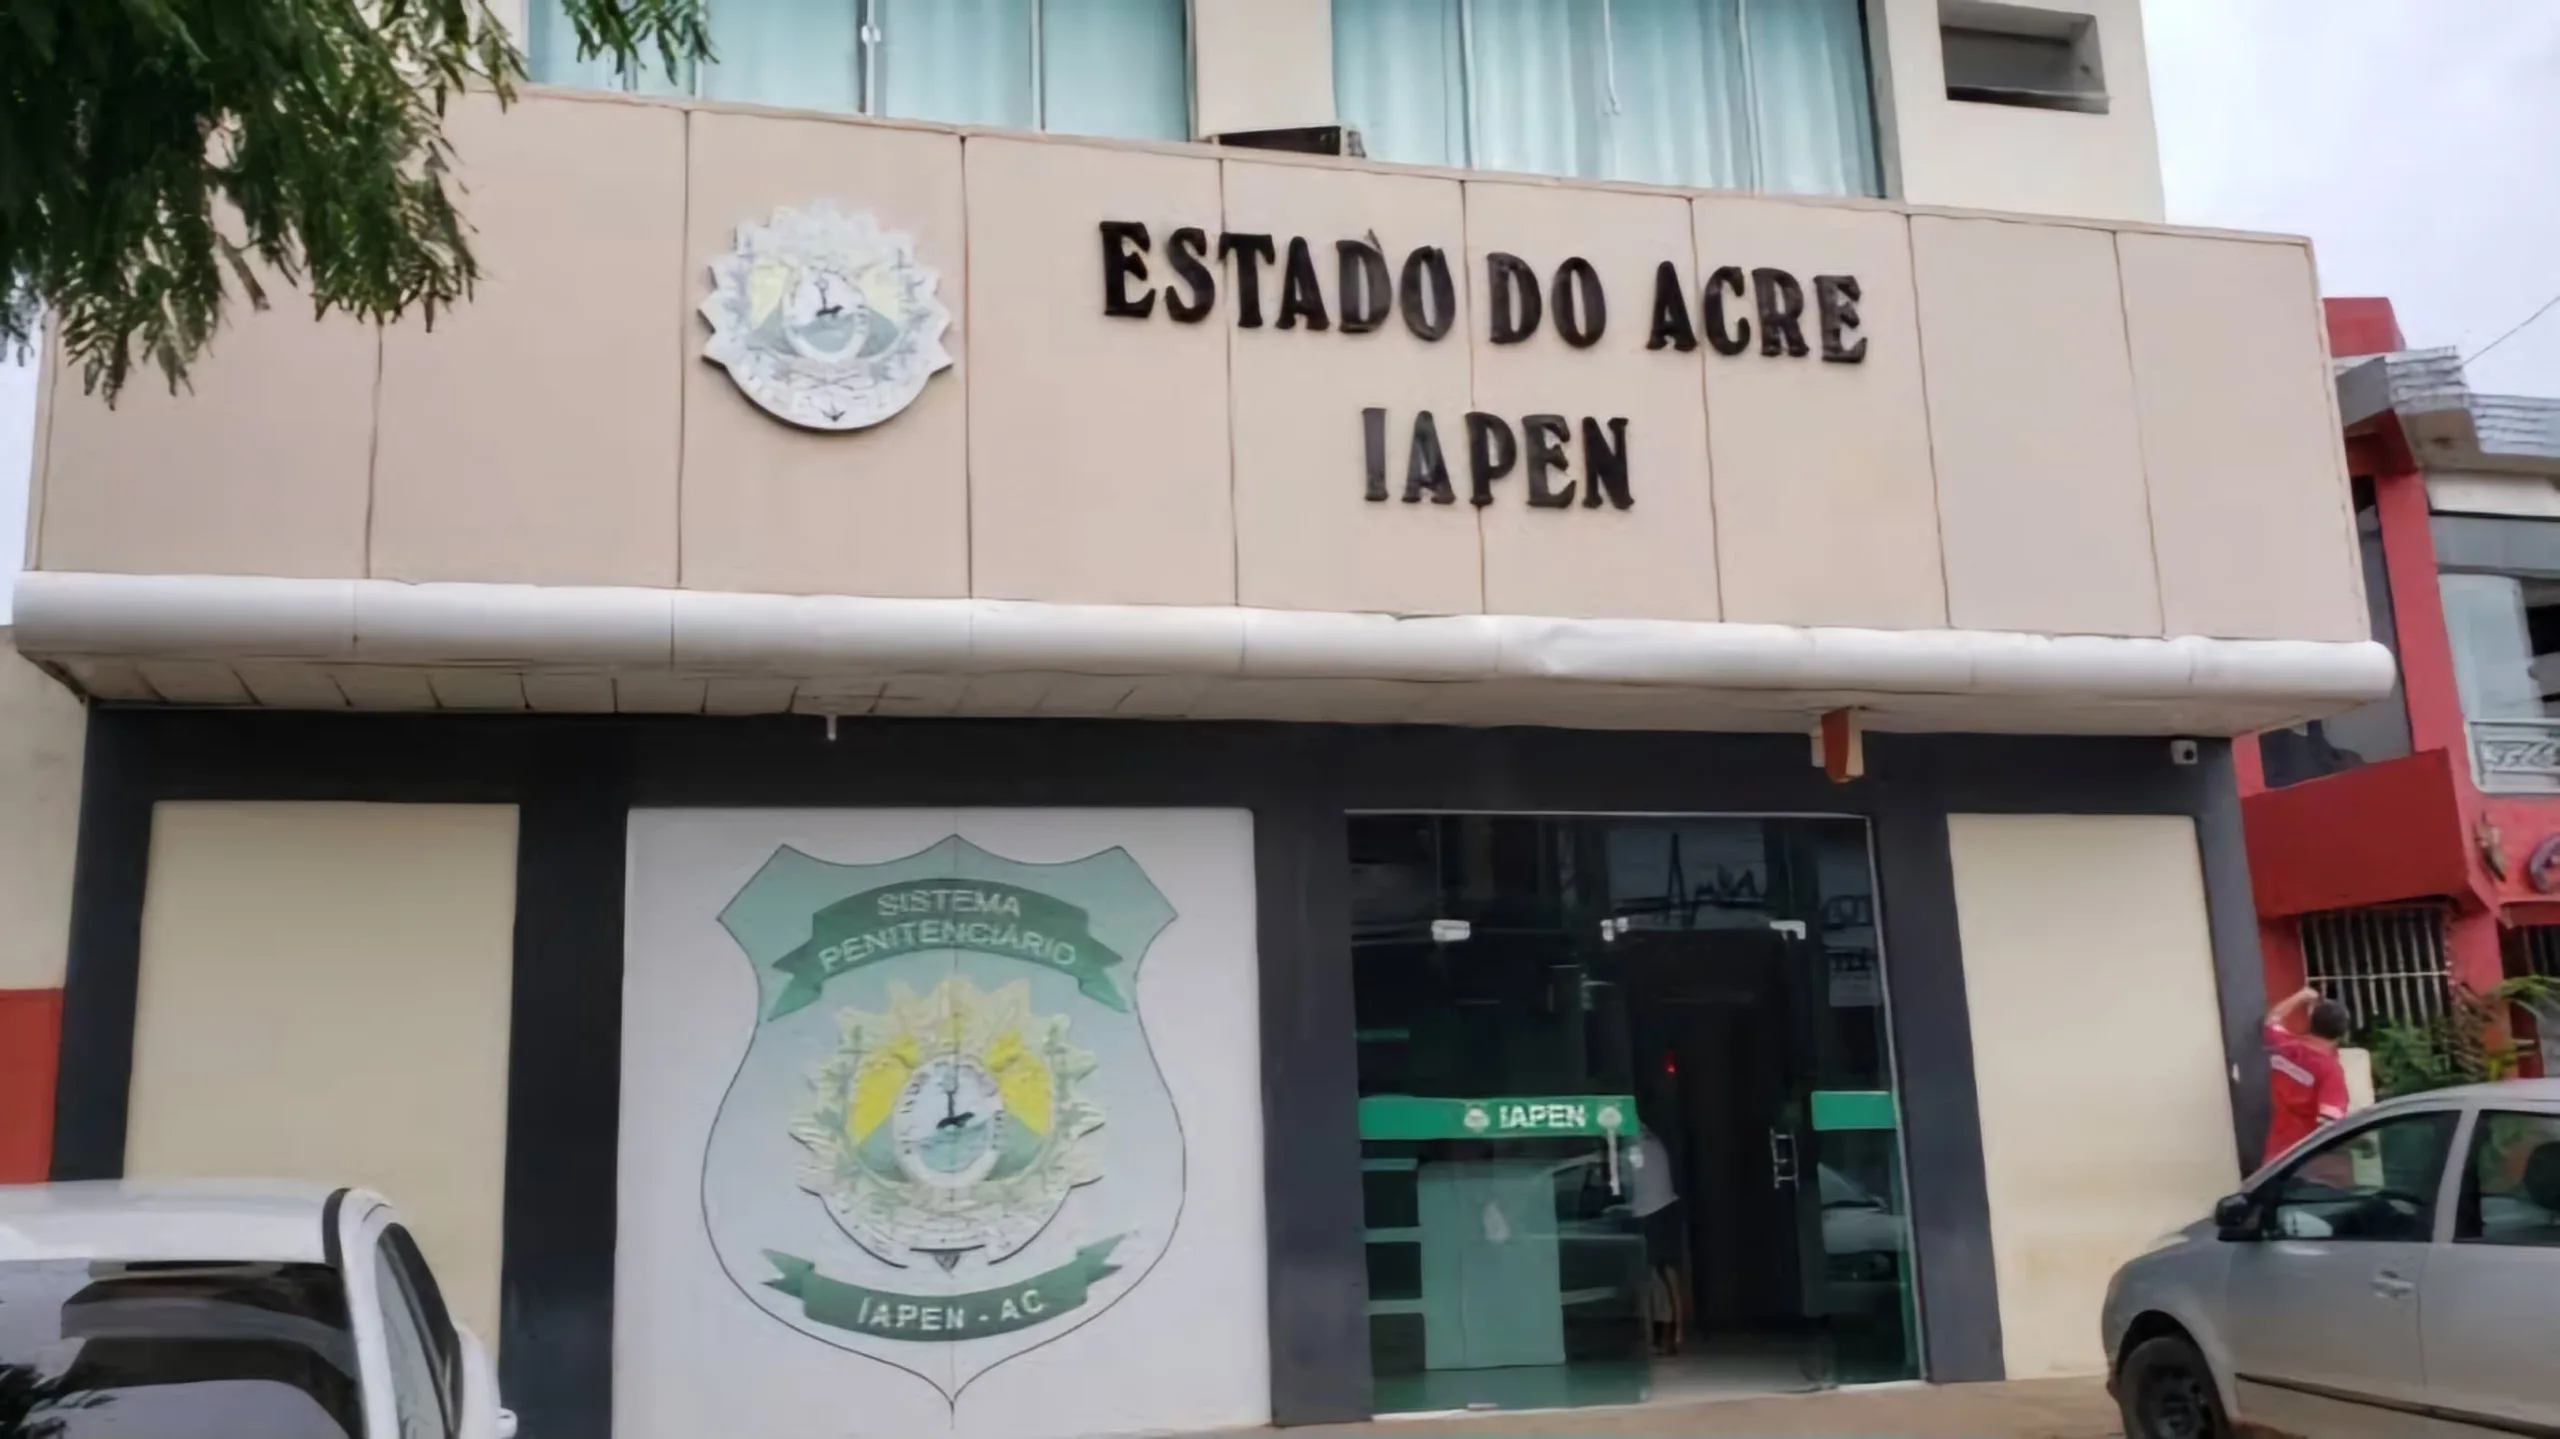 ESTADO DO ACRE
IAPEN
SISTEMA
PENITENCIÁRIO
IAPEN - AC
IAPEN